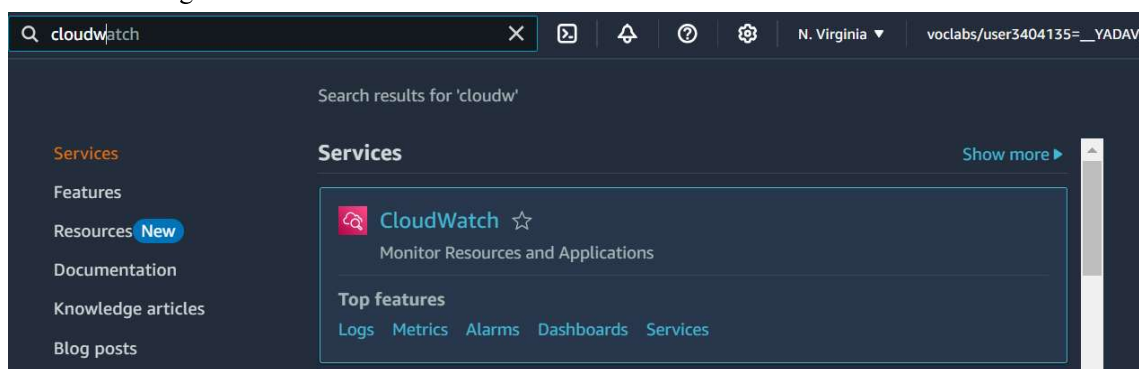 cloudwatch
N. Virginia ▼
voclabs/user3404135=__YADAV
Search results for 'cloudw'
Services
Features
Resources New
Documentation
Knowledge articles
Blog posts
Services
Show more ▶
CloudWatch ☆
Monitor Resources and Applications
Top features
Logs Metrics Alarms Dashboards Services